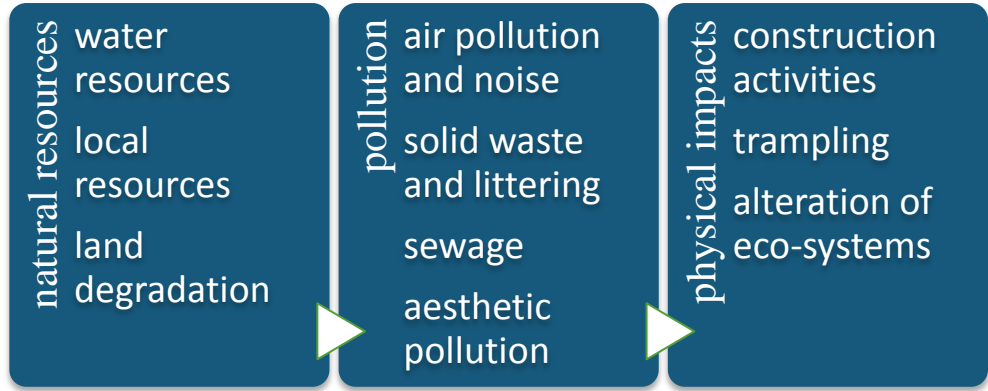 natural resources
water
resources
local
resources
land
degradation
pollution
air pollution
and noise
solid waste
and littering
sewage
aesthetic
pollution
physical impacts
construction
activities
trampling
alteration of
eco-systems